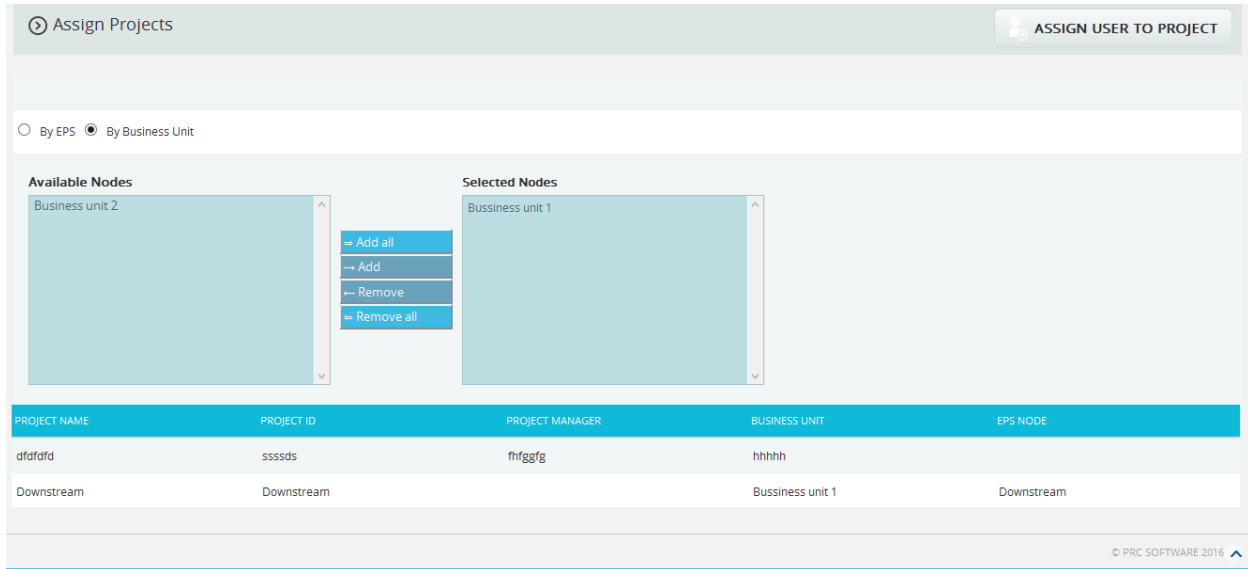 Assign Projects
ASSIGN USER TO PROJECT
By EPS By Business Unit
Available Nodes Selected Nodes
Business unit 2 Bussiness unit 1
⇒ Add all
→ Add
← Remove
⇐ Remove all
PROJECT NAME PROJECT ID PROJECT MANAGER BUSINESS UNIT EPS NODE
dfdfdfd ssssds fhfggfg hhhhh
Downstream Downstream Bussiness unit 1 Downstream
© PRC SOFTWARE 2016